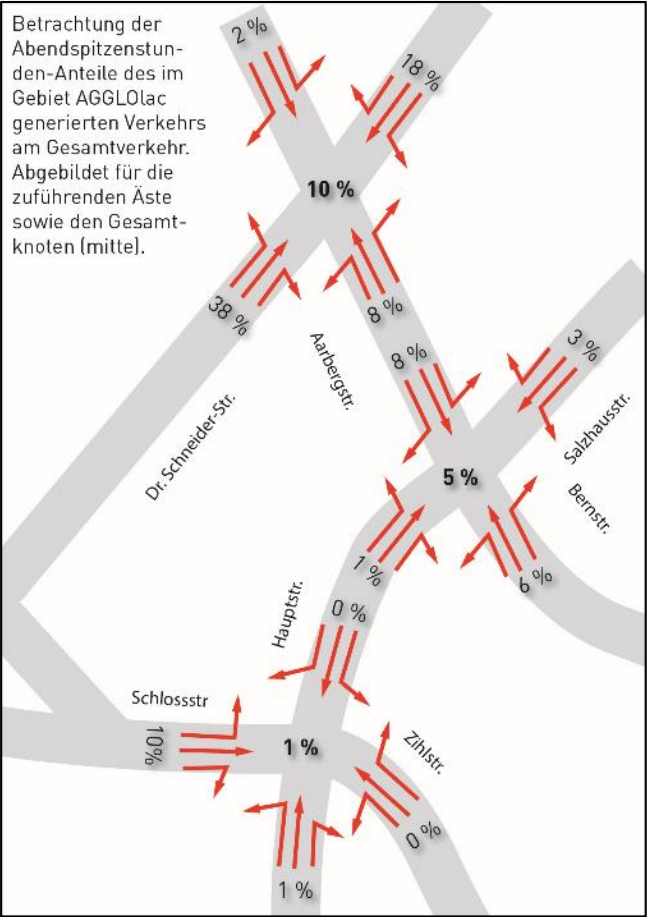 Betrachtung der
Abendspitzenstun-
den-Anteile des im
Gebiet AGGLOlac
generierten Verkehrs
am Gesamtverkehr.
Abgebildet für die
zuführenden Äste
sowie den Gesamt-
knoten (mitte).
2 %
18 %
10 %
38 %
8 %
Aarbergstr.
8 %
3 %
Dr. Schneider-Str.
Salzhausstr.
5 %
Bernstr.
1 %
6 %
Hauptstr.
0 %
Schlossstr
10%
1 %
Zihlstr.
0 %
1 %